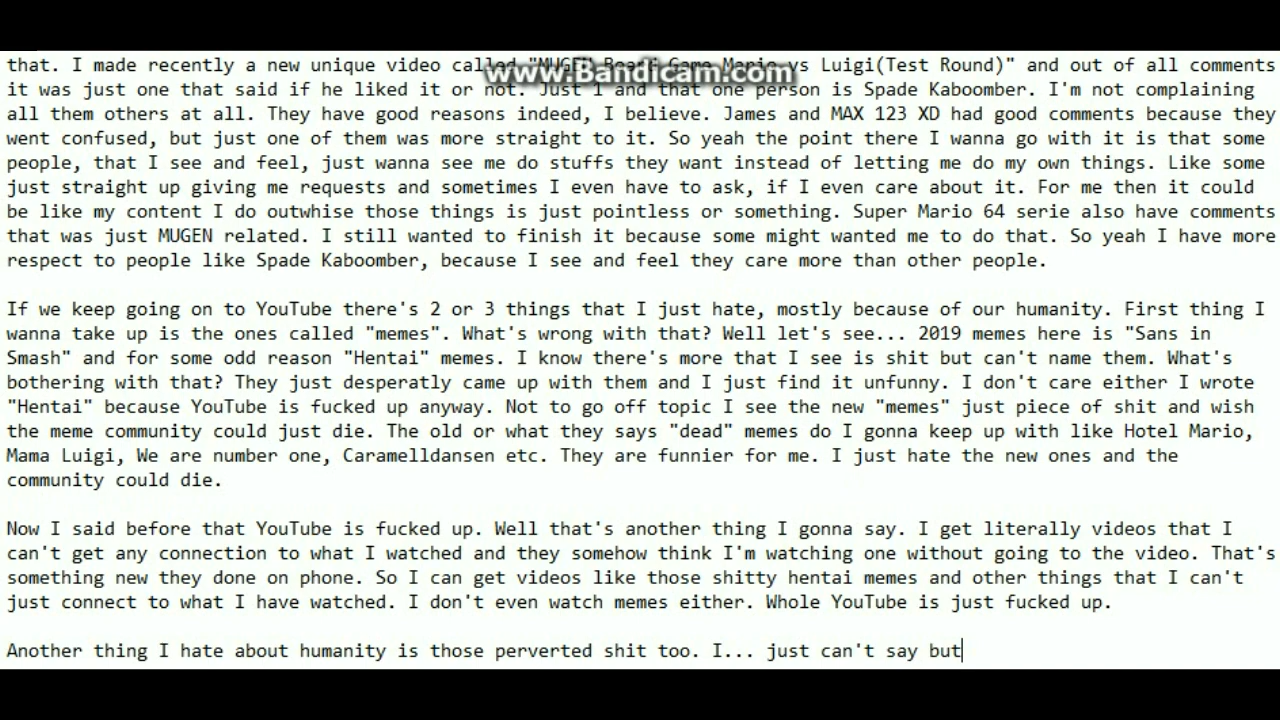 www.Bandicam.com
that. I made recently a new unique video called "MUGEN Board Game Mario vs Luigi(Test Round)" and out of all comments
it was just one that said if he liked it or not. Just 1 and that one person is Spade Kaboomber. I'm not complaining
all them others at all. They have good reasons indeed, I believe. James and MAX 123 XD had good comments because they
went confused, but just one of them was more straight to it. So yeah the point there I wanna go with it is that some
people, that I see and feel, just wanna see me do stuffs they want instead of letting me do my own things. Like some
just straight up giving me requests and sometimes I even have to ask, if I even care about it. For me then it could
be like my content I do outwhise those things is just pointless or something. Super Mario 64 serie also have comments
that was just MUGEN related. I still wanted to finish it because some might wanted me to do that. So yeah I have more
respect to people like Spade Kaboomber, because I see and feel they care more than other people.
If we keep going on to YouTube there's 2 or 3 things that I just hate, mostly because of our humanity. First thing I
wanna take up is the ones called "memes". What's wrong with that? Well let's see... 2019 memes here is "Sans in
Smash" and for some odd reason "Hentai" memes. I know there's more that I see is shit but can't name them. What's
bothering with that? They just desperatly came up with them and I just find it unfunny. I don't care either I wrote
"Hentai" because YouTube is fucked up anyway. Not to go off topic I see the new "memes" just piece of shit and wish
the meme community could just die. The old or what they says "dead" memes do I gonna keep up with like Hotel Mario,
Mama Luigi, We are number one, Caramelldansen etc. They are funnier for me. I just hate the new ones and the
community could die.
Now I said before that YouTube is fucked up. Well that's another thing I gonna say. I get literally videos that I
can't get any connection to what I watched and they somehow think I'm watching one without going to the video. That's
something new they done on phone. So I can get videos like those shitty hentai memes and other things that I can't
just connect to what I have watched. I don't even watch memes either. Whole YouTube is just fucked up.
Another thing I hate about humanity is those perverted shit too. I... just can't say but